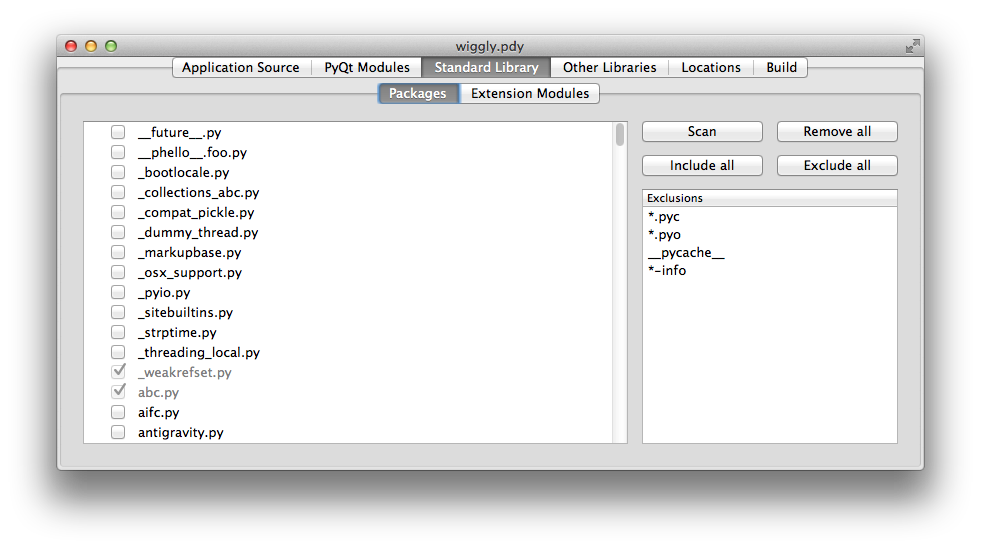 wiggly.pdy
Application Source PyQt Modules Standard Library Other Libraries Locations Build
Packages Extension Modules
__future__.py
__phello__.foo.py
_bootlocale.py
_collections_abc.py
_compat_pickle.py
_dummy_thread.py
_markupbase.py
_osx_support.py
_pyio.py
_sitebuiltins.py
_strptime.py
_threading_local.py
_weakrefset.py
abc.py
aifc.py
antigravity.py
Scan Remove all
Include all Exclude all
Exclusions
*.pyc
*.pyo
__pycache__
*-info